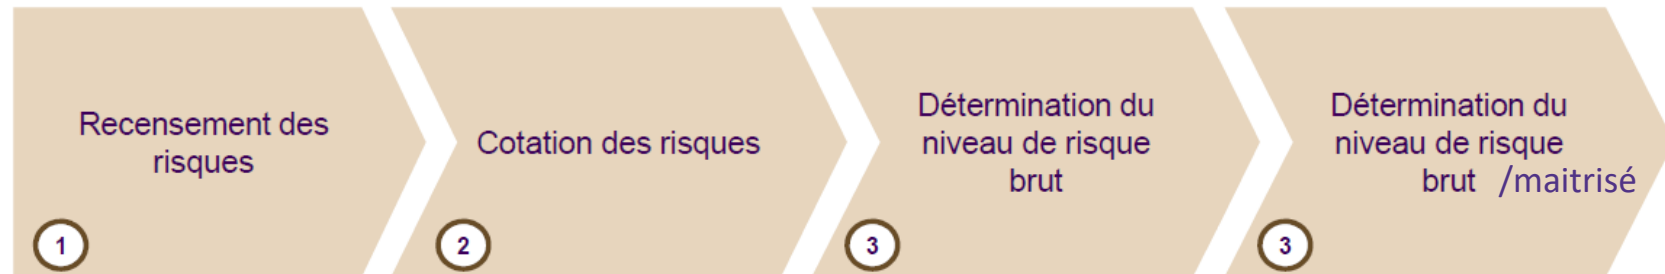 Recensement des
risques
1
Cotation des risques
2
Détermination du
niveau de risque
brut
3
Détermination du
niveau de risque
brut /maitrisé
3